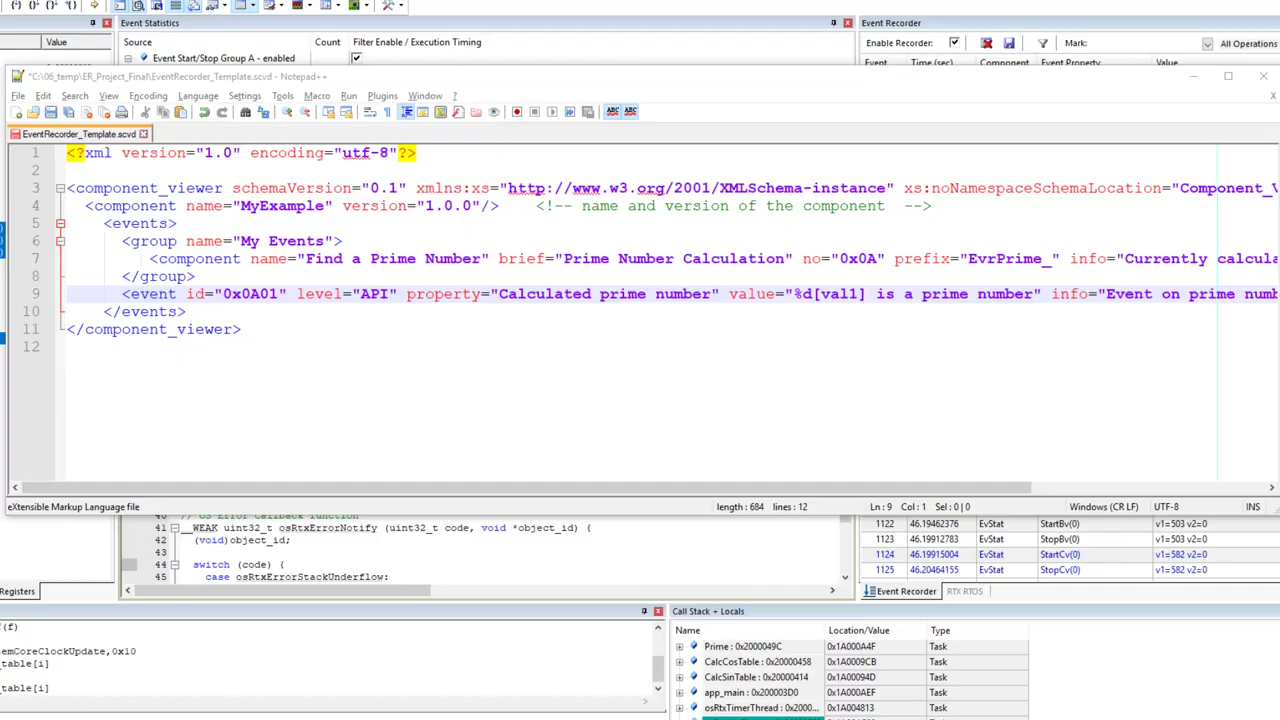 Value
Event Statistics
Source Count Filter Enable / Execution Timing
Event Start/Stop Group A - enabled
Event Recorder
Enable Recorder: Mark: All Operations
Event Time (sec) Component Event Property Value
*C:\06_temp\ER_Project_Final\EventRecorder_Template.scvd - Notepad++
File Edit Search View Encoding Language Settings Tools Macro Run Plugins Window ? X
EventRecorder_Template.scvd
1 <?xml version="1.0" encoding="utf-8"?>
2
3 <component_viewer schemaVersion="0.1" xmlns:xs="http://www.w3.org/2001/XMLSchema-instance" xs:noNamespaceSchemaLocation="Component_V
4 <component name="MyExample" version="1.0.0"/> <!-- name and version of the component -->
5 <events>
6 <group name="My Events">
7 <component name="Find a Prime Number" brief="Prime Number Calculation" no="0x0A" prefix="EvrPrime_" info="Currently calcula
8 </group>
9 <event id="0x0A01" level="API" property="Calculated prime number" value="%d[val1] is a prime number" info="Event on prime numb
10 </events>
11 </component_viewer>
12
eXtensible Markup Language file length : 684 lines : 12 Ln : 9 Col : 1 Sel : 0 | 0 Windows (CR LF) UTF-8 INS
40 // OS Error Callback function
41 __WEAK uint32_t osRtxErrorNotify (uint32_t code, void *object_id) {
42 (void)object_id;
43
44 switch (code) {
45 case osRtxErrorStackUnderflow:
1122 46.19462376 EvStat StartBv(0) v1=503 v2=0
1123 46.19912783 EvStat StopBv(0) v1=503 v2=0
1124 46.19915004 EvStat StartCv(0) v1=582 v2=0
1125 46.20464155 EvStat StopCv(0) v1=582 v2=0
Registers
Event Recorder RTX RTOS
f(f)
emCoreClockUpdate,0x10
_table[i]
_table[i]
Call Stack + Locals
Name Location/Value Type
Prime : 0x2000049C 0x1A000A4F Task
CalcCosTable : 0x20000458 0x1A0009CB Task
CalcSinTable : 0x20000414 0x1A00094D Task
app_main : 0x200003D0 0x1A000AEF Task
osRtxTimerThread : 0x2000... 0x1A004813 Task